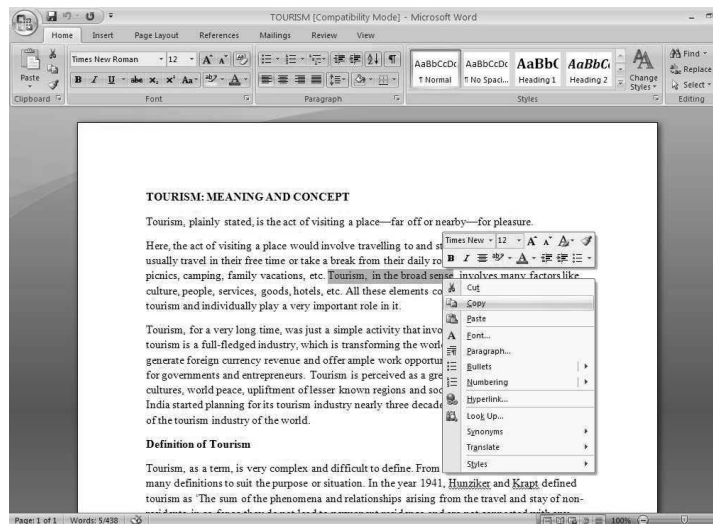 TOURISM [Compatibility Mode] - Microsoft Word
Home Insert Page Layout References Mailings Review View
Paste
Times New Roman 12
AaBbCcDc AaBbCcDc AaBbC AaBbC
¶ Normal ¶ No Spaci... Heading 1 Heading 2
Change Styles
Find
Replace
Select
Clipboard Font Paragraph Styles Editing
TOURISM: MEANING AND CONCEPT
Tourism, plainly stated, is the act of visiting a place—far off or nearby—for pleasure.
Here, the act of visiting a place would involve travelling to and
usually travel in their free time or take a break from their daily
picnics, camping, family vacations, etc. Tourism, in the broad sense, involves many factors like
culture, people, services, goods, hotels, etc. All these elements
tourism and individually play a very important role in it.
Tourism, for a very long time, was just a simple activity that
tourism is a full-fledged industry, which is transforming the
generate foreign currency revenue and offer ample work
for governments and entrepreneurs. Tourism is perceived as a
cultures, world peace, upliftment of lesser known regions and
India started planning for its tourism industry nearly three
of the tourism industry of the world.
Definition of Tourism
Tourism, as a term, is very complex and difficult to define. From
many definitions to suit the purpose or situation. In the year 1941, Hunziker and Krapt defined
tourism as 'The sum of the phenomena and relationships arising from the travel and stay of non-
Times New 12
Cut
Copy
Paste
Font...
Paragraph...
Bullets
Numbering
Hyperlink...
Look Up...
Synonyms
Translate
Styles
Page: 1 of 1 Words: 5/438 100%